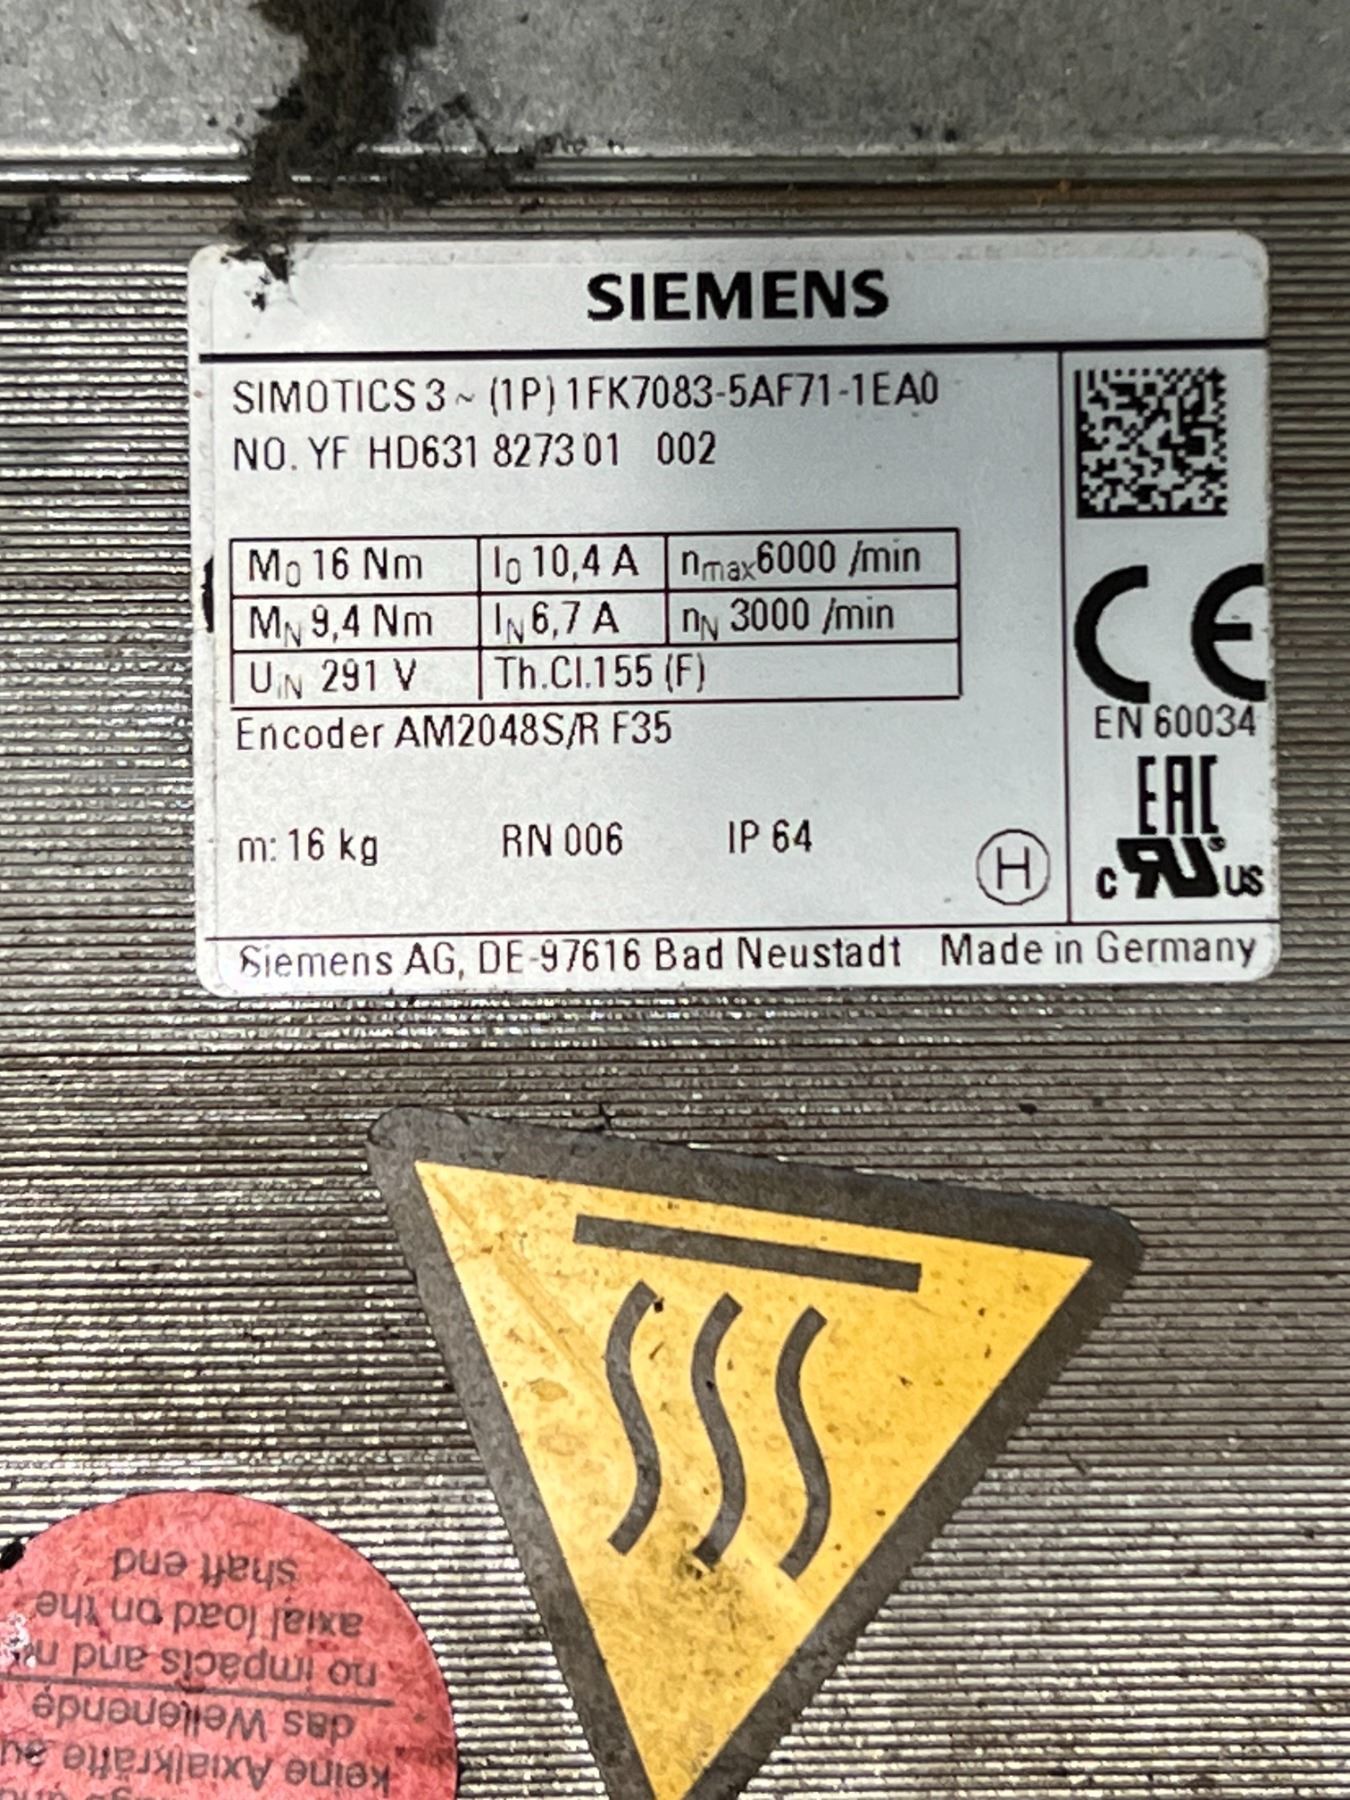 SIEMENS
SIMOTICS 3 ~ (1P) 1FK7083-5AF71-1EA0
NO. YF HD631 8273 01 002
M0 16 Nm I0 10,4 A nmax 6000 /min
MN 9,4 Nm IN 6,7 A nN 3000 /min
UIN 291 V Th.Cl.155 (F)
Encoder AM2048S/R F35
m: 16 kg RN 006 IP 64
H
CE
EN 60034
EAC
c RU® US
Siemens AG, DE-97616 Bad Neustadt Made in Germany
keine Axialkräfte
das Wellenende
no impacts and
axial load on the
shaft end